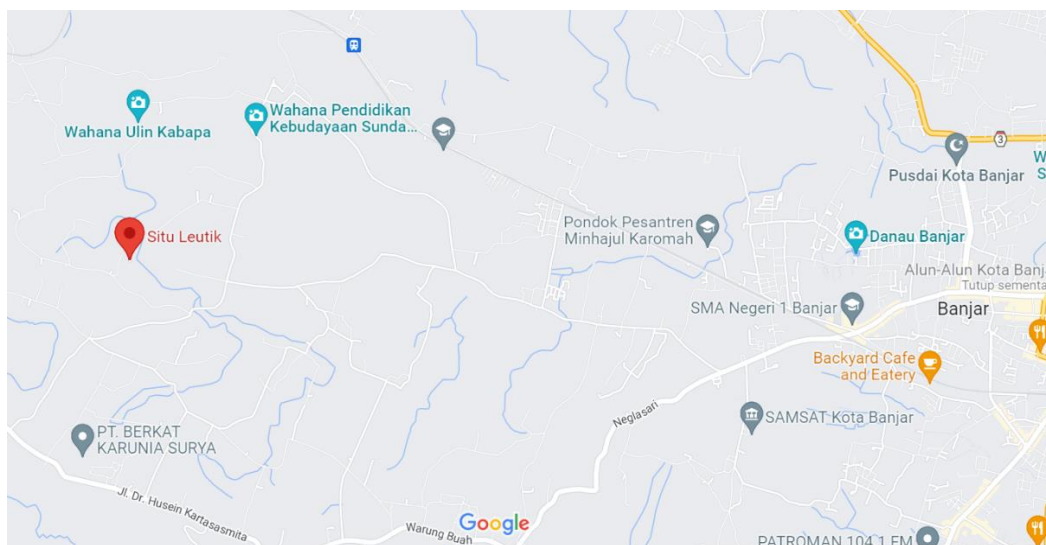 Wahana Ulin Kabapa
Wahana Pendidikan
Kebudayaan Sunda...
3
Pusdai Kota Banjar
W
S
Situ Leutik
Pondok Pesantren
Minhajul Karomah
Danau Banjar
Alun-Alun Kota Banj
Tutup sementa
SMA Negeri 1 Banjar
Banjar
Backyard Cafe
and Eatery
Neglasari
SAMSAT Kota Banjar
PT. BERKAT
KARUNIA SURYA
Jl. Dr. Husein Kartasasmita
Warung Buah
Google
PATROMAN 104.1 FM